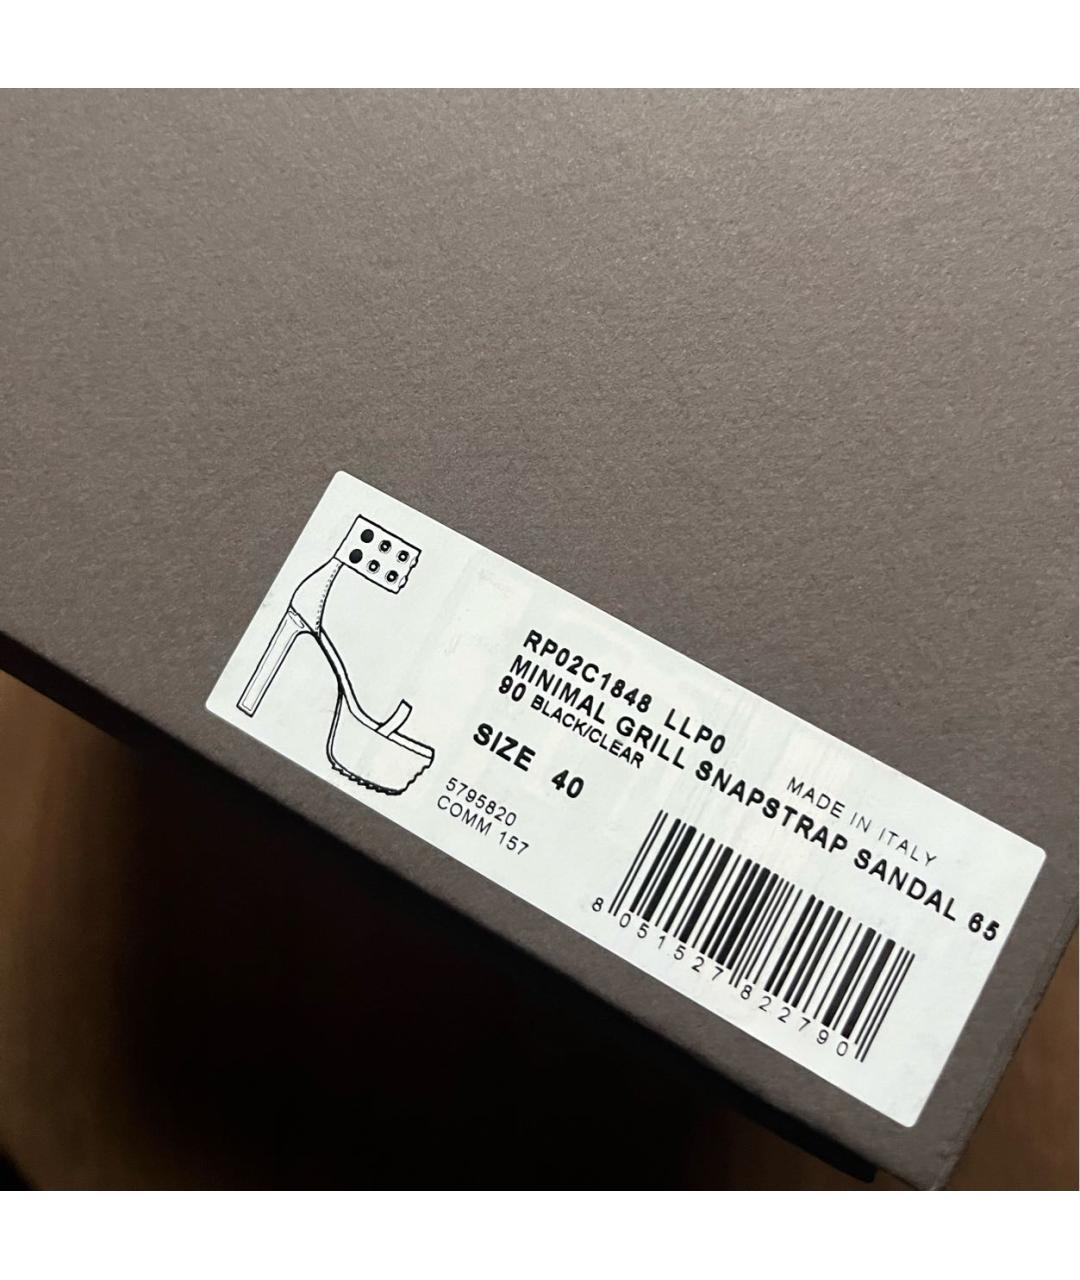 RP02C1848 LLP0
MINIMAL GRILL SNAPSTRAP SANDAL 65
90 BLACK/CLEAR
MADE IN ITALY
SIZE 40
5795820
COMM 157
8 051527 822790